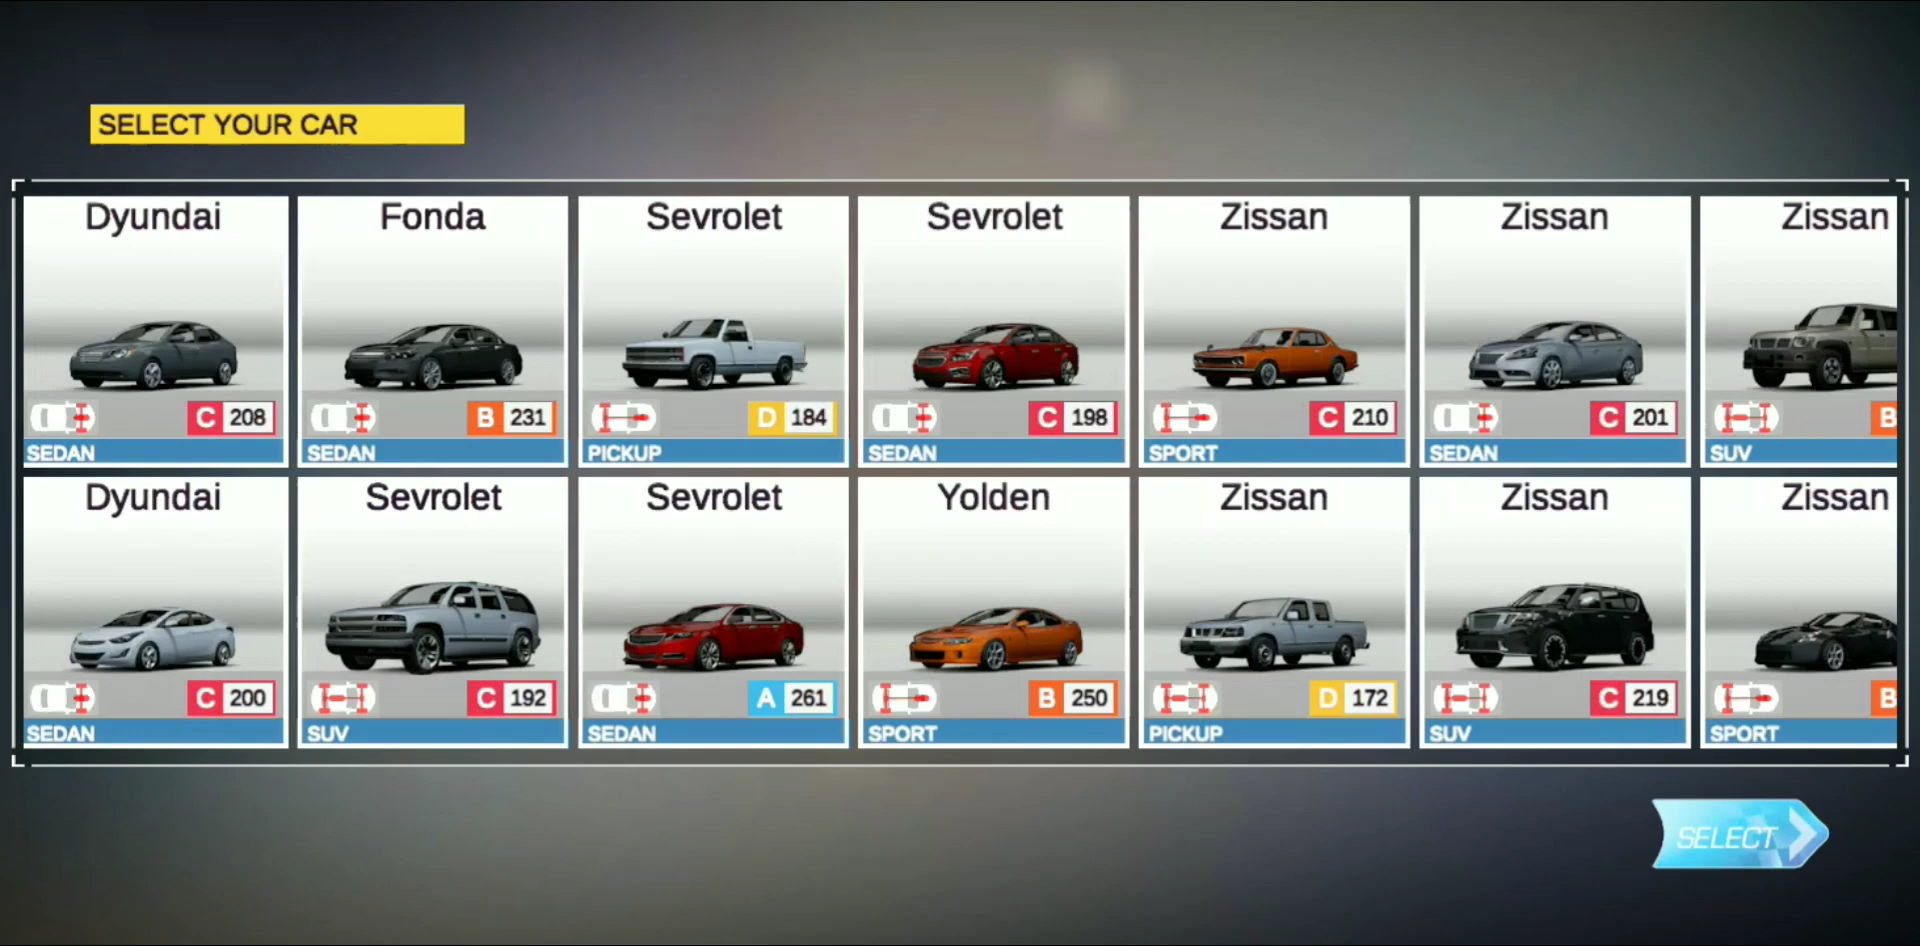 SELECT YOUR CAR
Dyundai
C 208
SEDAN
Fonda
B 231
SEDAN
Sevrolet
D 184
PICKUP
Sevrolet
C 198
SEDAN
Zissan
C 210
SPORT
Zissan
C 201
SEDAN
Zissan
B
SUV
Dyundai
C 200
SEDAN
Sevrolet
C 192
SUV
Sevrolet
A 261
SEDAN
Yolden
B 250
SPORT
Zissan
D 172
PICKUP
Zissan
C 219
SUV
Zissan
B
SPORT
SELECT